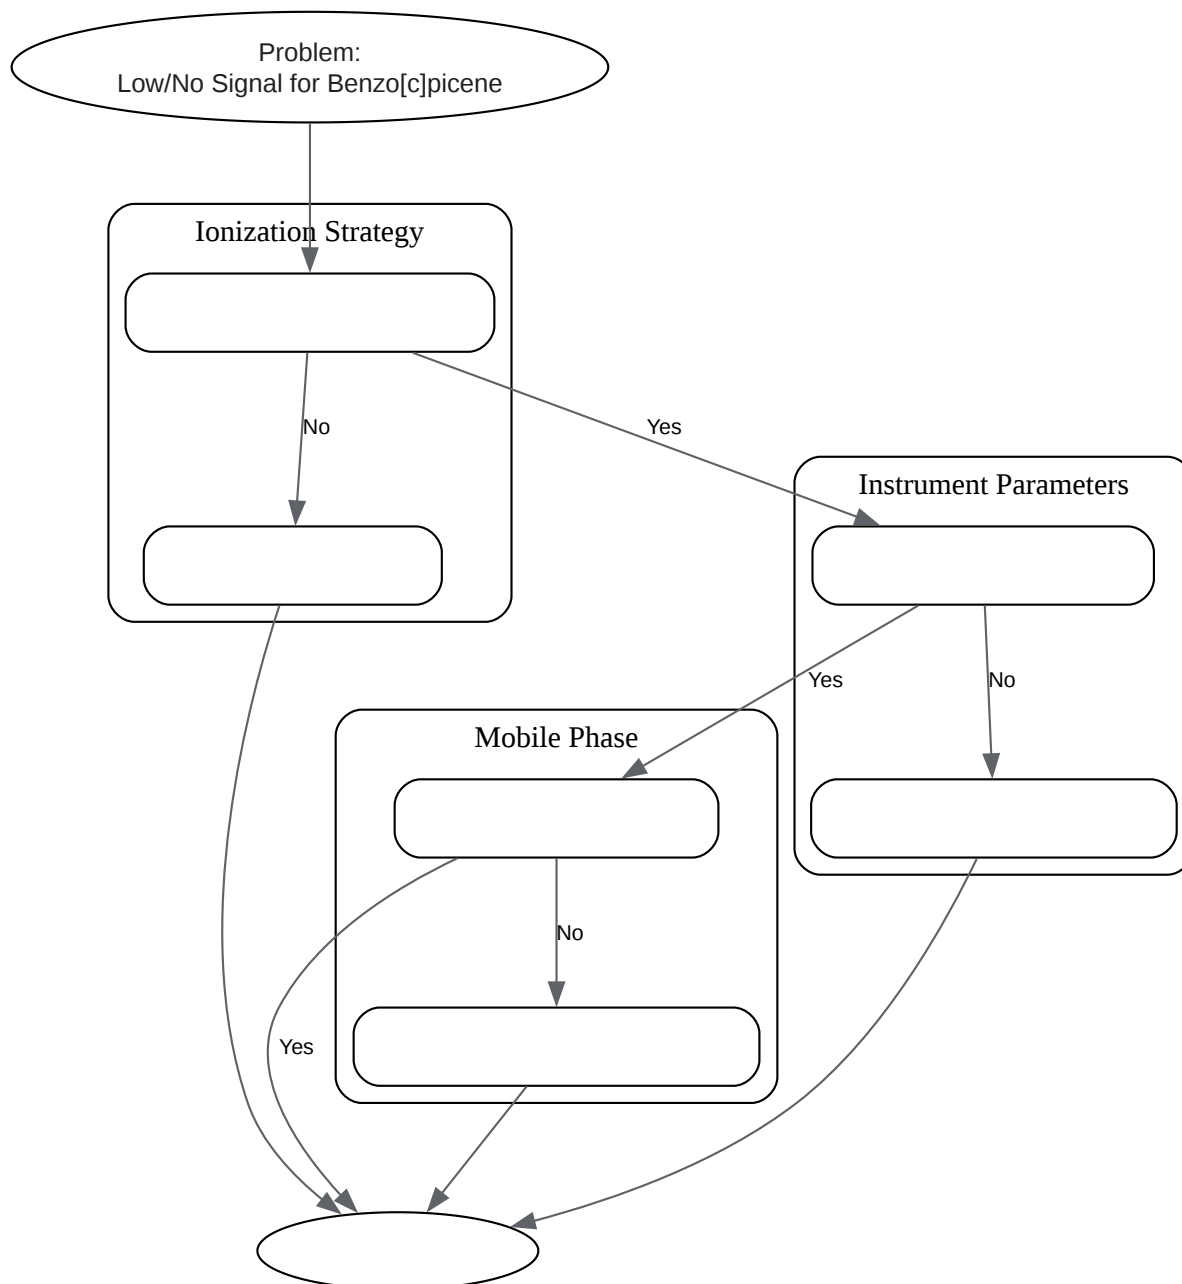 Problem:
Low/No Signal for Benzo[c]picene
Ionization Strategy
No
Yes
Instrument Parameters
Yes
No
Mobile Phase
No
Yes